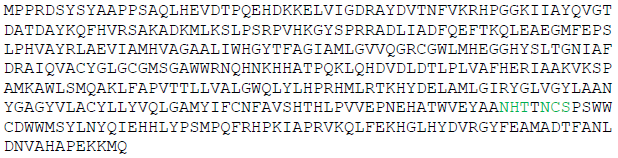 MPPRDSYSYAAPPSAQLHEVDTPQEHDKKELVIGDRAYDVTNFVKRHPGGKIIAYQVGT
DATDAYKQFHVRSAKADKMLKSLPSRPVHKGYSPRRADLIADFQEFTKQLEAEGMFEPS
LPHVAYRLAEVIAMHVAGAALIWHGYTFAGIAMLGVVQGRCGWLMHEGGHYSLTGNIAF
DRAIQVACYGLGCGMSGAWWRNQHNKHHATPQKLQHDVDLDTLPLVAFHERIAAKVKSP
AMKAWLSMQAKLFAPVTTLLVALGWQLYLHPRHMLRTKHYDELAMLGIRYGLVGYLAAN
YGAGYVLACYLLYVQLGAMYIFCNFAVSHTHLPVVEPNEHATWVEYAANHTTNCSPSWW
CDWWMSYLNYQIEHHLYPSMPQFRHPKIAPRVKQLFEKHGLHYDVRGYFEAMADTFANL
DNVAHAPEKKMQ